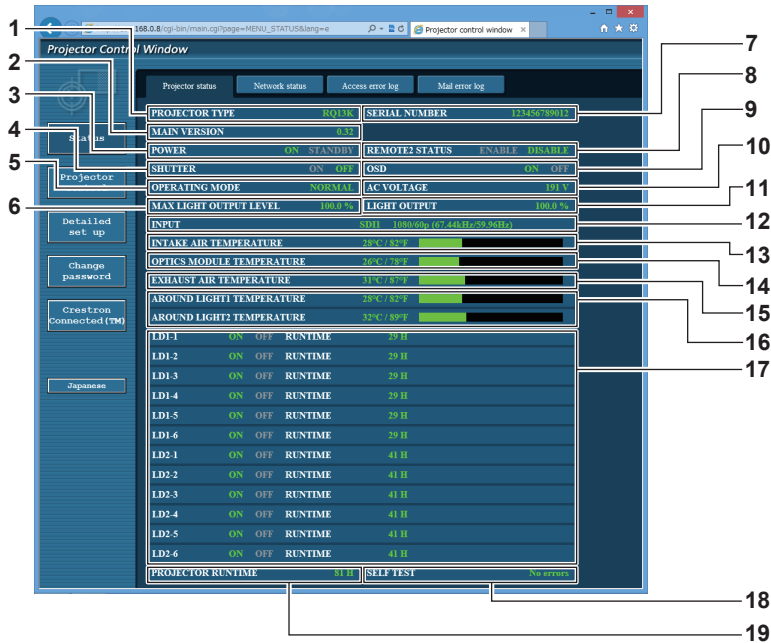 168.0.8/cgi-bin/main.cgi?page=MENU_STATUS&lang=e
Projector control window
Projector Control Window
Projector status
Network status
Access error log
Mail error log
1
2
3
4
5
6
7
8
9
10
11
12
13
14
15
16
17
18
19
Status
Projector
Detailed
set up
Change
password
Crestron
Connected(TM)
Japanese
PROJECTOR TYPE RQ13K SERIAL NUMBER 123456789012
MAIN VERSION 0.32
POWER ON STANDBY REMOTE2 STATUS ENABLE DISABLE
SHUTTER ON OFF OSD ON OFF
OPERATING MODE NORMAL AC VOLTAGE 191 V
MAX LIGHT OUTPUT LEVEL 100.0 % LIGHT OUTPUT 100.0 %
INPUT SDI1 1080/60p (67.44kHz/59.96Hz)
INTAKE AIR TEMPERATURE 28°C / 82°F
OPTICS MODULE TEMPERATURE 26°C / 78°F
EXHAUST AIR TEMPERATURE 31°C / 87°F
AROUND LIGHT1 TEMPERATURE 28°C / 82°F
AROUND LIGHT2 TEMPERATURE 32°C / 89°F
LD1-1 ON OFF RUNTIME 29 H
LD1-2 ON OFF RUNTIME 29 H
LD1-3 ON OFF RUNTIME 29 H
LD1-4 ON OFF RUNTIME 29 H
LD1-5 ON OFF RUNTIME 29 H
LD1-6 ON OFF RUNTIME 29 H
LD2-1 ON OFF RUNTIME 41 H
LD2-2 ON OFF RUNTIME 41 H
LD2-3 ON OFF RUNTIME 41 H
LD2-4 ON OFF RUNTIME 41 H
LD2-5 ON OFF RUNTIME 41 H
LD2-6 ON OFF RUNTIME 41 H
PROJECTOR RUNTIME 81 H SELF TEST No errors